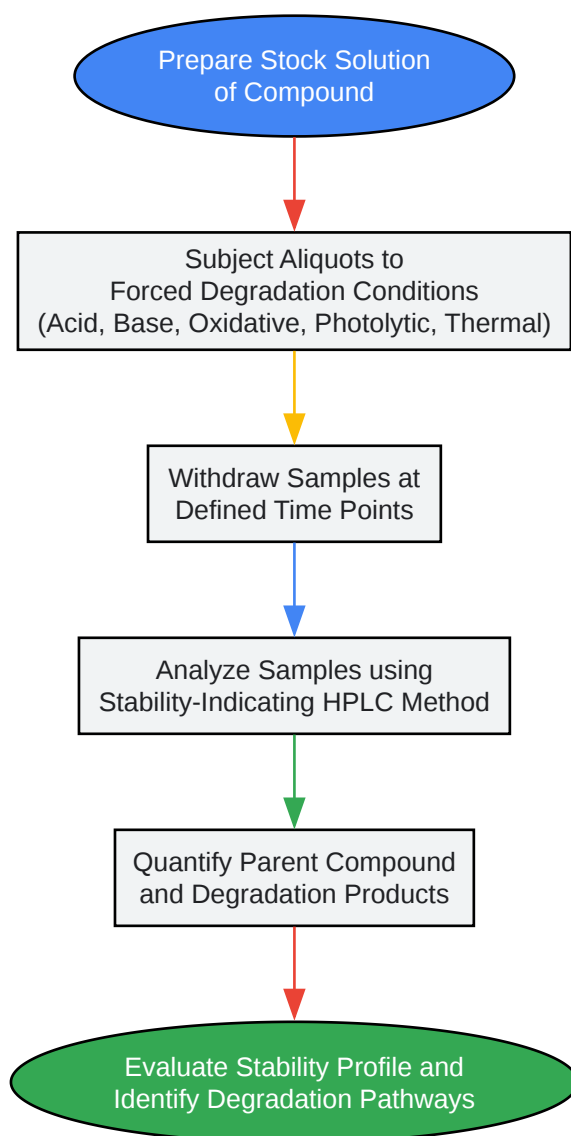 Prepare Stock Solution
of Compound
Subject Aliquots to
Forced Degradation Conditions
(Acid, Base, Oxidative, Photolytic, Thermal)
Withdraw Samples at
Defined Time Points
Analyze Samples using
Stability-Indicating HPLC Method
Quantify Parent Compound
and Degradation Products
Evaluate Stability Profile and
Identify Degradation Pathways